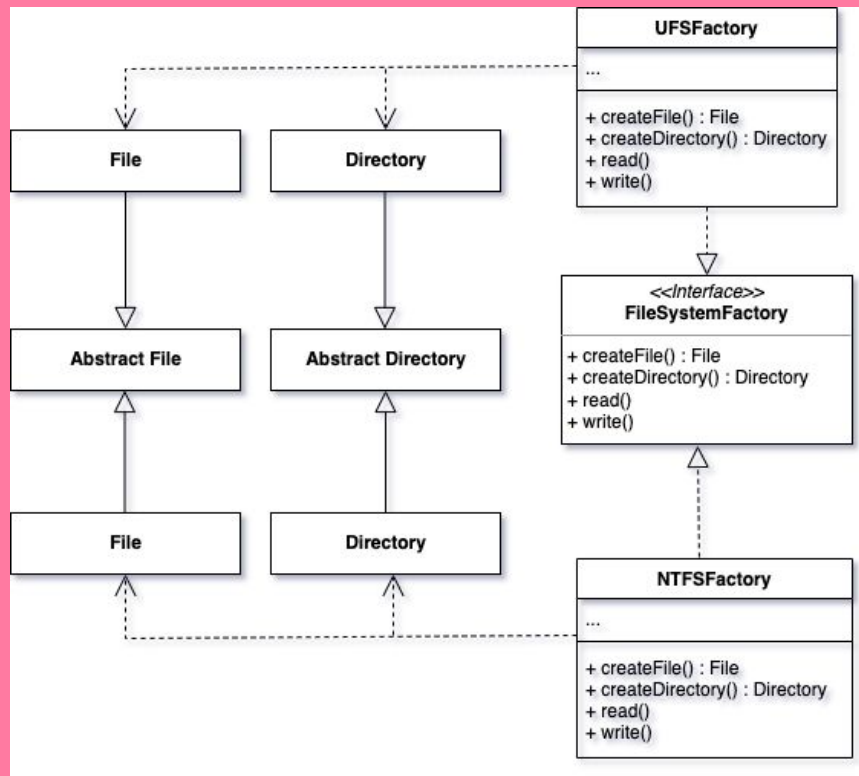 UFSFactory
...
+ createFile() : File
+ createDirectory() : Directory
+ read()
+ write()
File
Directory
<<Interface>>
FileSystemFactory
+ createFile() : File
+ createDirectory() : Directory
+ read()
+ write()
Abstract File
Abstract Directory
File
Directory
NTFSFactory
...
+ createFile() : File
+ createDirectory() : Directory
+ read()
+ write()